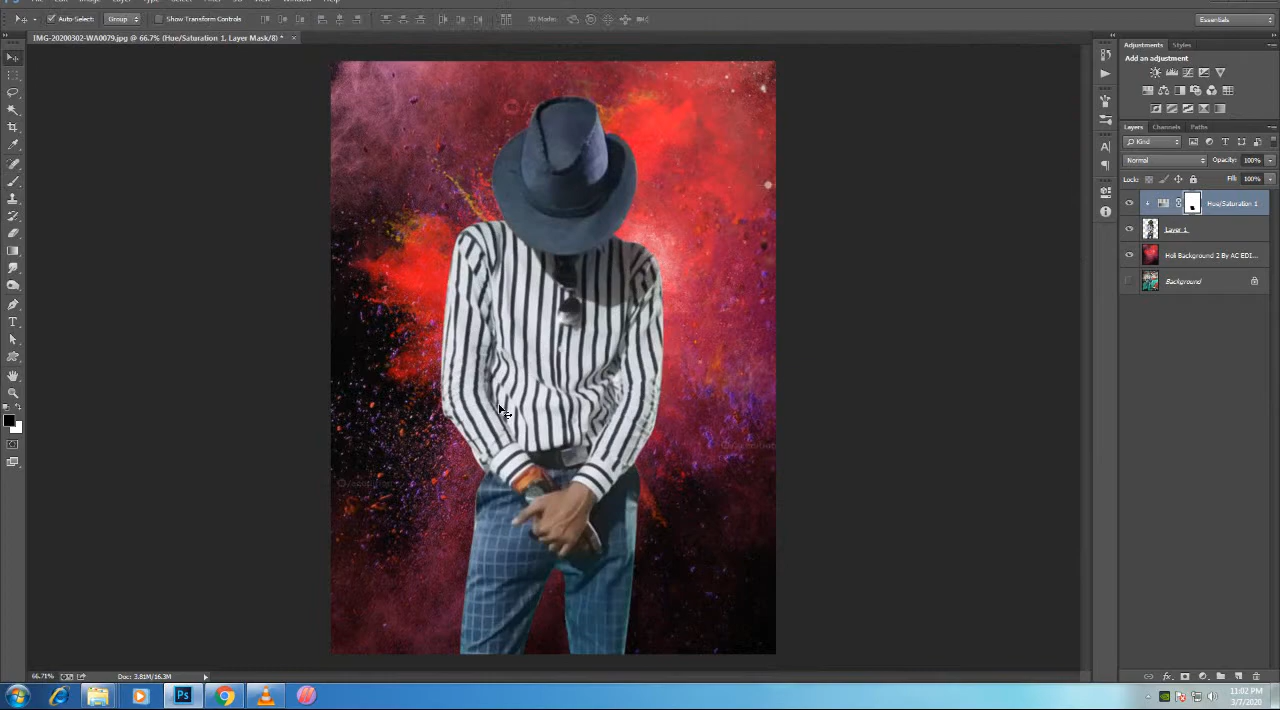 Auto-Select: Group Show Transform Controls 3D Mode: Essentials
IMG-20200302-WA0079.jpg @ 66.7% (Hue/Saturation 1, Layer Mask/8) * ×
Adjustments Styles
Add an adjustment
Layers Channels Paths
Kind
Normal Opacity: 100%
Lock: Fill: 100%
Hue/Saturation 1
Layer 1
Holi Background 2 By AC EDI...
Background
66.71% Doc: 3.81M/16.3M
Ps
11:02 PM
3/7/2020